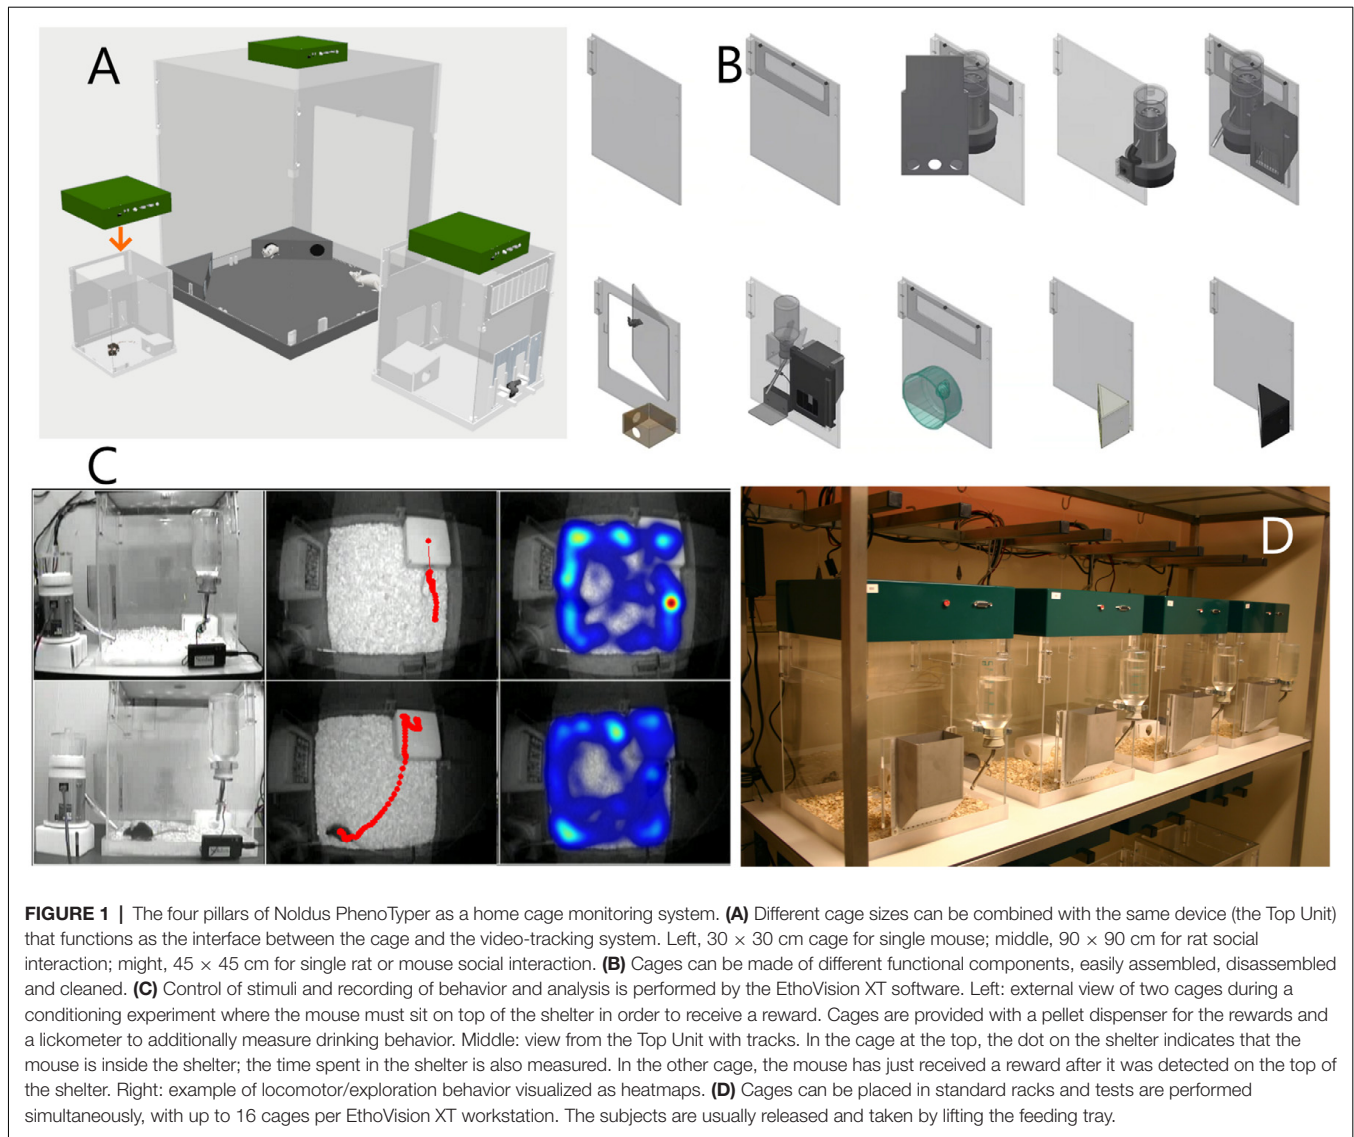 A
B
C
D
FIGURE 1 | The four pillars of Noldus PhenoTyper as a home cage monitoring system. (A) Different cage sizes can be combined with the same device (the Top Unit)
that functions as the interface between the cage and the video-tracking system. Left, 30 × 30 cm cage for single mouse; middle, 90 × 90 cm for rat social
interaction; might, 45 × 45 cm for single rat or mouse social interaction. (B) Cages can be made of different functional components, easily assembled, disassembled
and cleaned. (C) Control of stimuli and recording of behavior and analysis is performed by the EthoVision XT software. Left: external view of two cages during a
conditioning experiment where the mouse must sit on top of the shelter in order to receive a reward. Cages are provided with a pellet dispenser for the rewards and
a lickometer to additionally measure drinking behavior. Middle: view from the Top Unit with tracks. In the cage at the top, the dot on the shelter indicates that the
mouse is inside the shelter; the time spent in the shelter is also measured. In the other cage, the mouse has just received a reward after it was detected on the top of
the shelter. Right: example of locomotor/exploration behavior visualized as heatmaps. (D) Cages can be placed in standard racks and tests are performed
simultaneously, with up to 16 cages per EthoVision XT workstation. The subjects are usually released and taken by lifting the feeding tray.